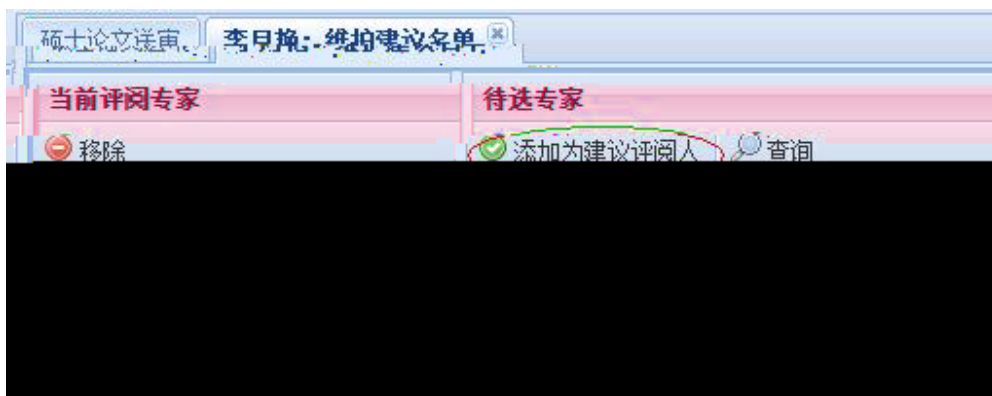 硕士论文送审
维护建议名单
当前评阅专家
待选专家
移除
添加为建议评阅人
查询